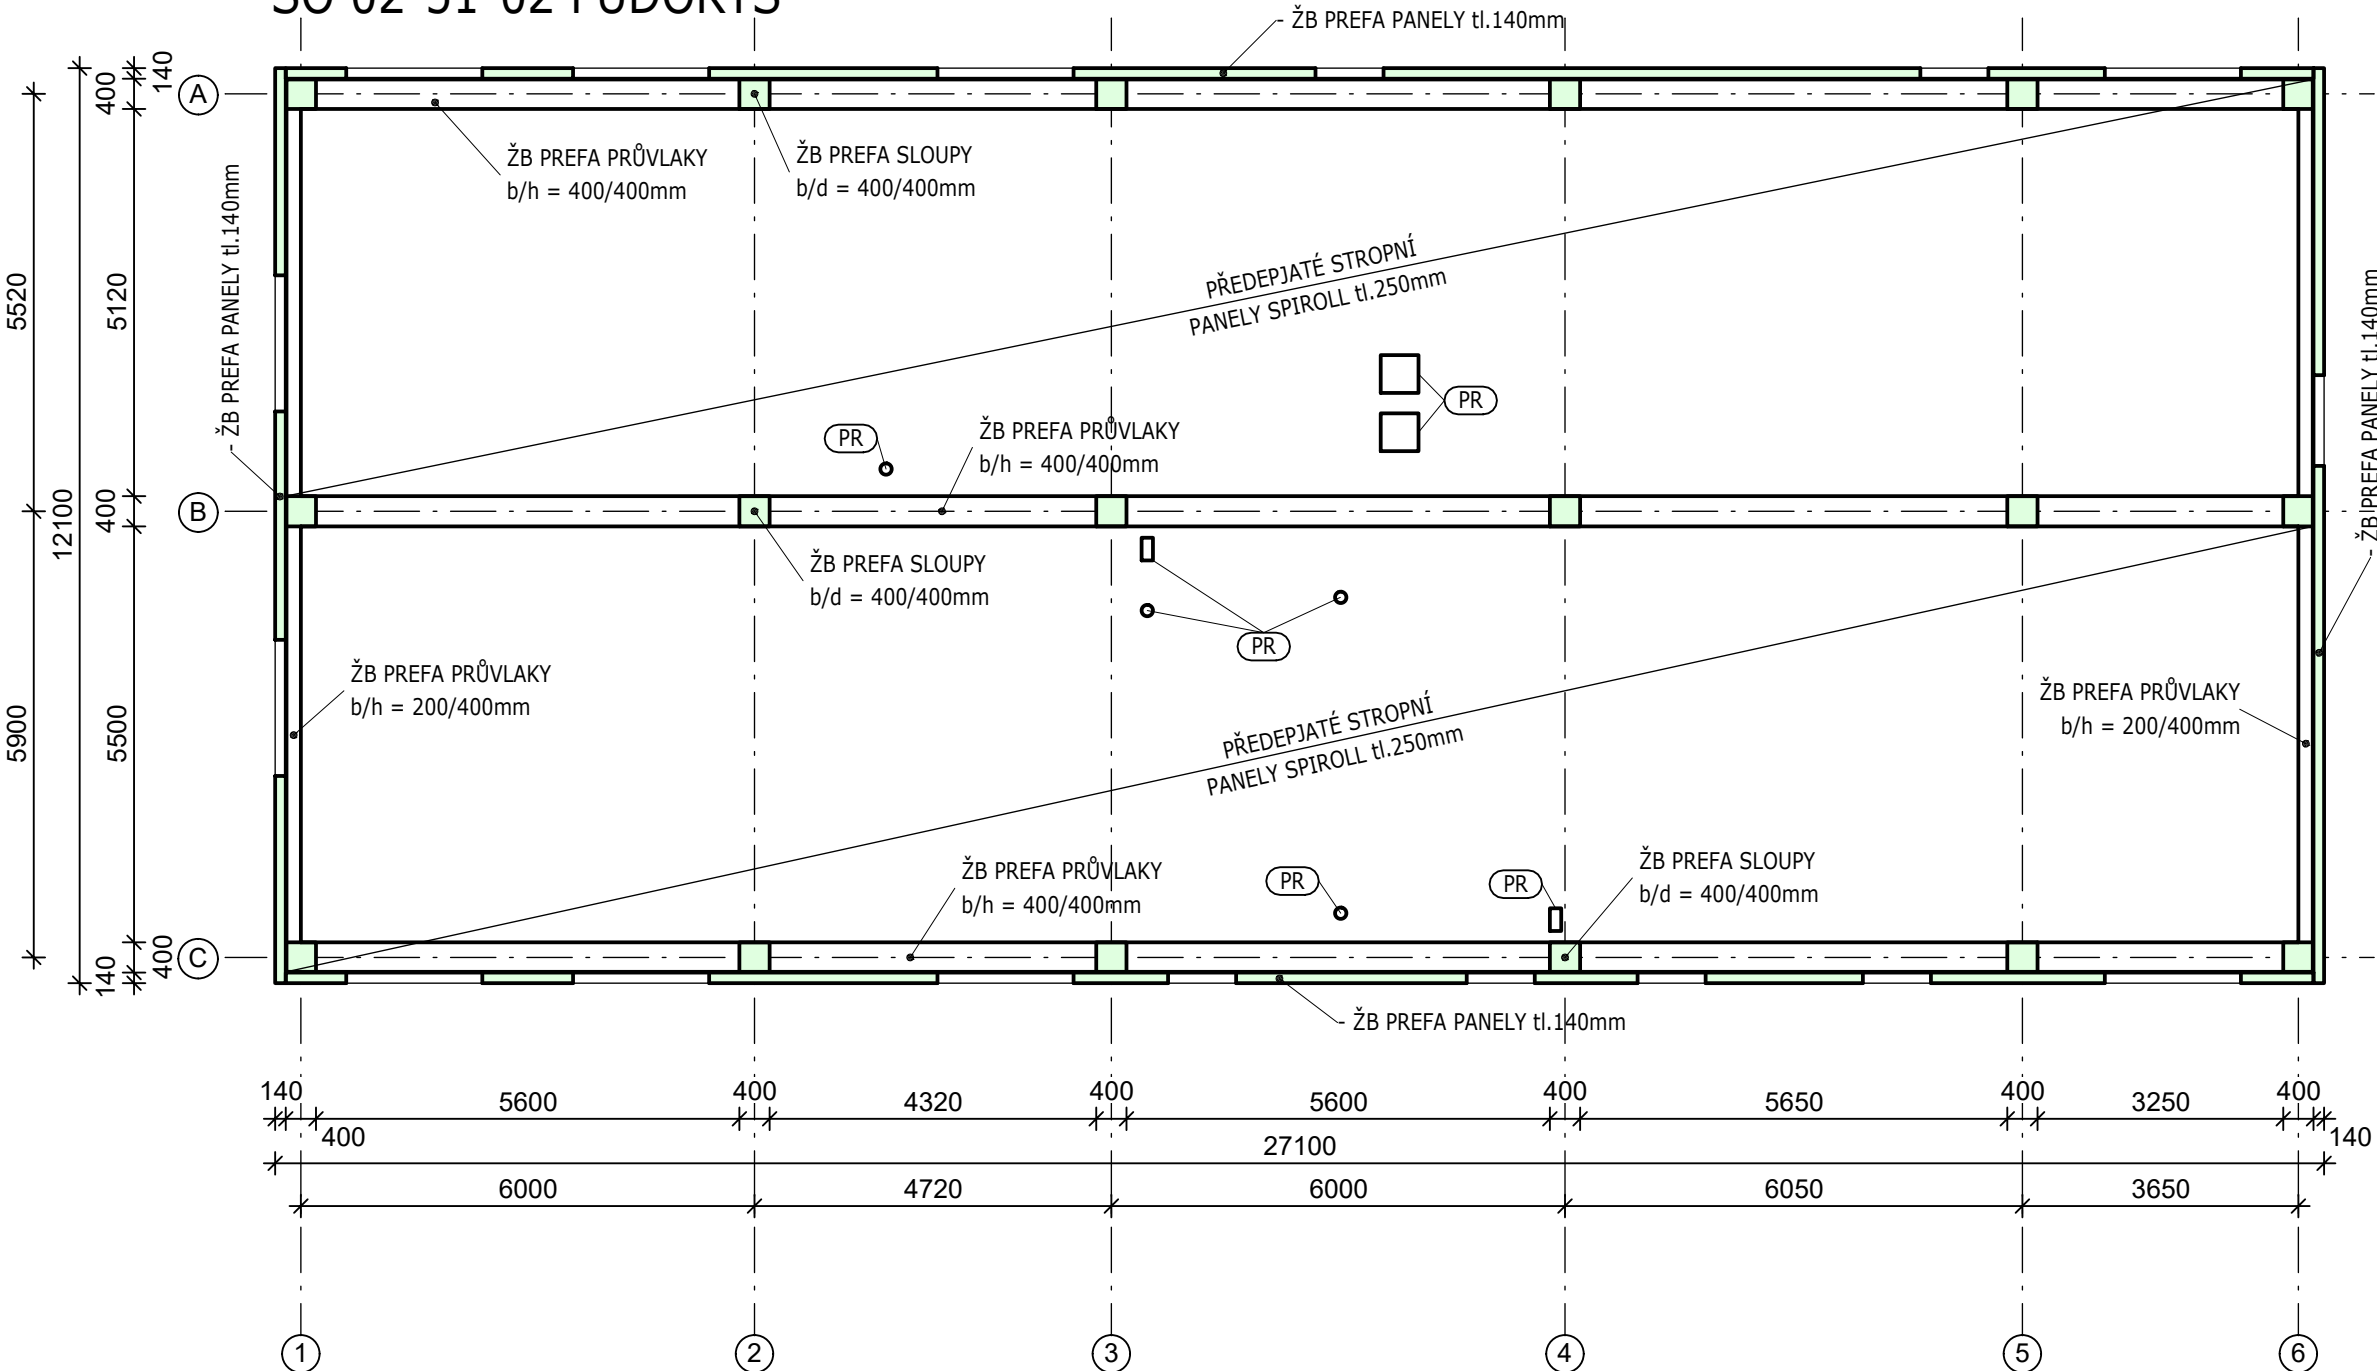 - ŽB PREFA PANELY tl.140mm
140
400
A
ŽB PREFA PRŮVLAKY
b/h = 400/400mm
ŽB PREFA SLOUPY
b/d = 400/400mm
- ŽB PREFA PANELY tl.140mm
5520
5120
PŘEDEPJATÉ STROPNÍ
PANELY SPIROLL tl.250mm
- ŽB PREFA PANELY tl.140mm
PR
PR
ŽB PREFA PRŮVLAKY
b/h = 400/400mm
12100
400
B
ŽB PREFA SLOUPY
b/d = 400/400mm
PR
ŽB PREFA PRŮVLAKY
b/h = 200/400mm
ŽB PREFA PRŮVLAKY
b/h = 200/400mm
5900
5500
PŘEDEPJATÉ STROPNÍ
PANELY SPIROLL tl.250mm
ŽB PREFA PRŮVLAKY
b/h = 400/400mm
PR
PR
ŽB PREFA SLOUPY
b/d = 400/400mm
400
140
C
- ŽB PREFA PANELY tl.140mm
140 5600 400 4320 400 5600 400 5650 400 3250 400
400 27100 140
6000 4720 6000 6050 3650
1 2 3 4 5 6